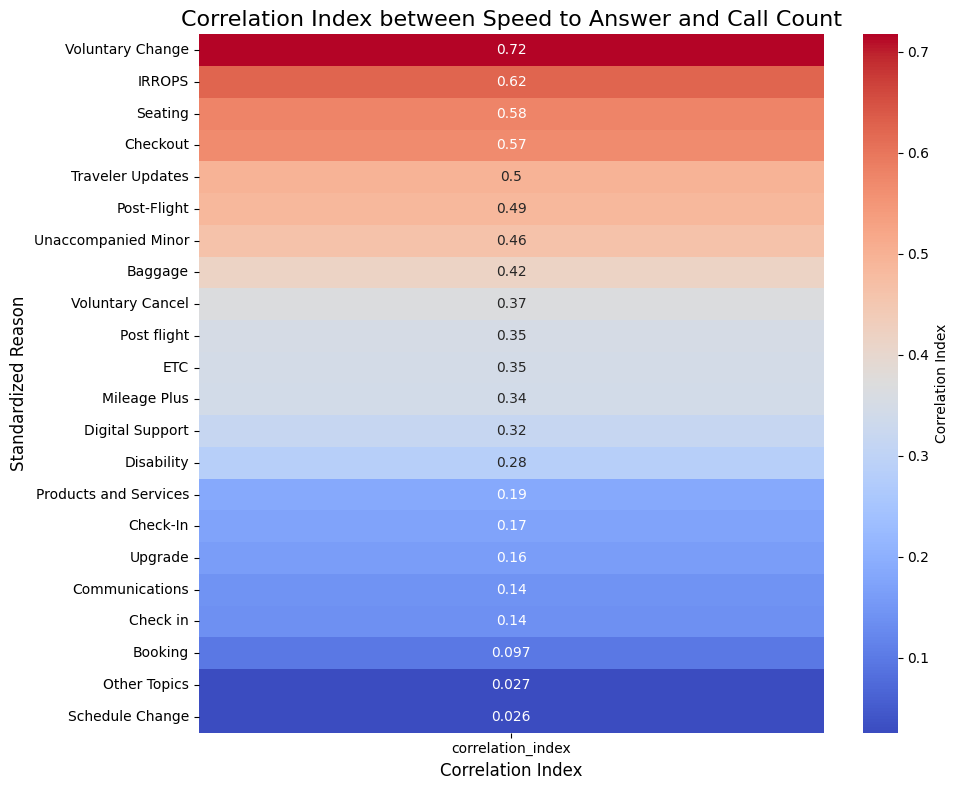 Correlation Index between Speed to Answer and Call Count
Voluntary Change 0.72
IRROPS 0.62
Seating 0.58
Checkout 0.57
Traveler Updates 0.5
Post-Flight 0.49
Unaccompanied Minor 0.46
Baggage 0.42
Voluntary Cancel 0.37
Post flight 0.35
ETC 0.35
Mileage Plus 0.34
Digital Support 0.32
Disability 0.28
Products and Services 0.19
Check-In 0.17
Upgrade 0.16
Communications 0.14
Check in 0.14
Booking 0.097
Other Topics 0.027
Schedule Change 0.026
correlation_index
Correlation Index
Standardized Reason
0.7
0.6
0.5
0.4
0.3
0.2
0.1
Correlation Index